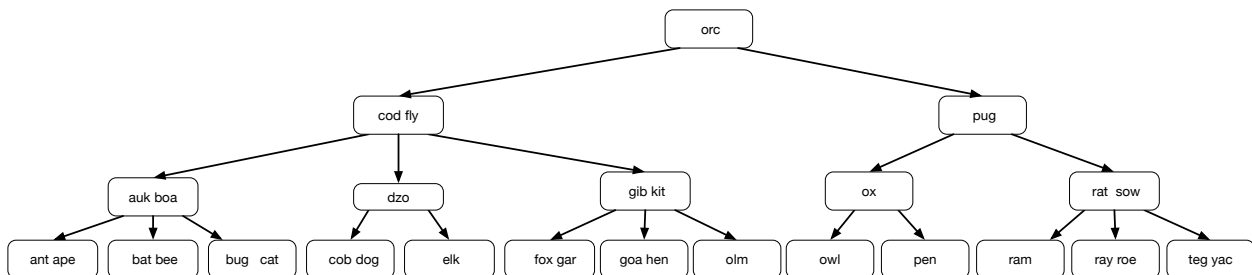 orc
cod fly
pug
auk boa
dzo
gib kit
ox
rat sow
ant ape
bat bee
bug cat
cob dog
elk
fox gar
goa hen
olm
owl
pen
ram
ray roe
teg yac